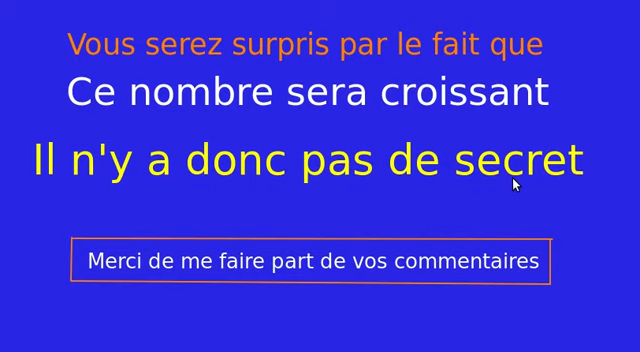 Vous serez surpris par le fait que
Ce nombre sera croissant
Il n'y a donc pas de secret
Merci de me faire part de vos commentaires